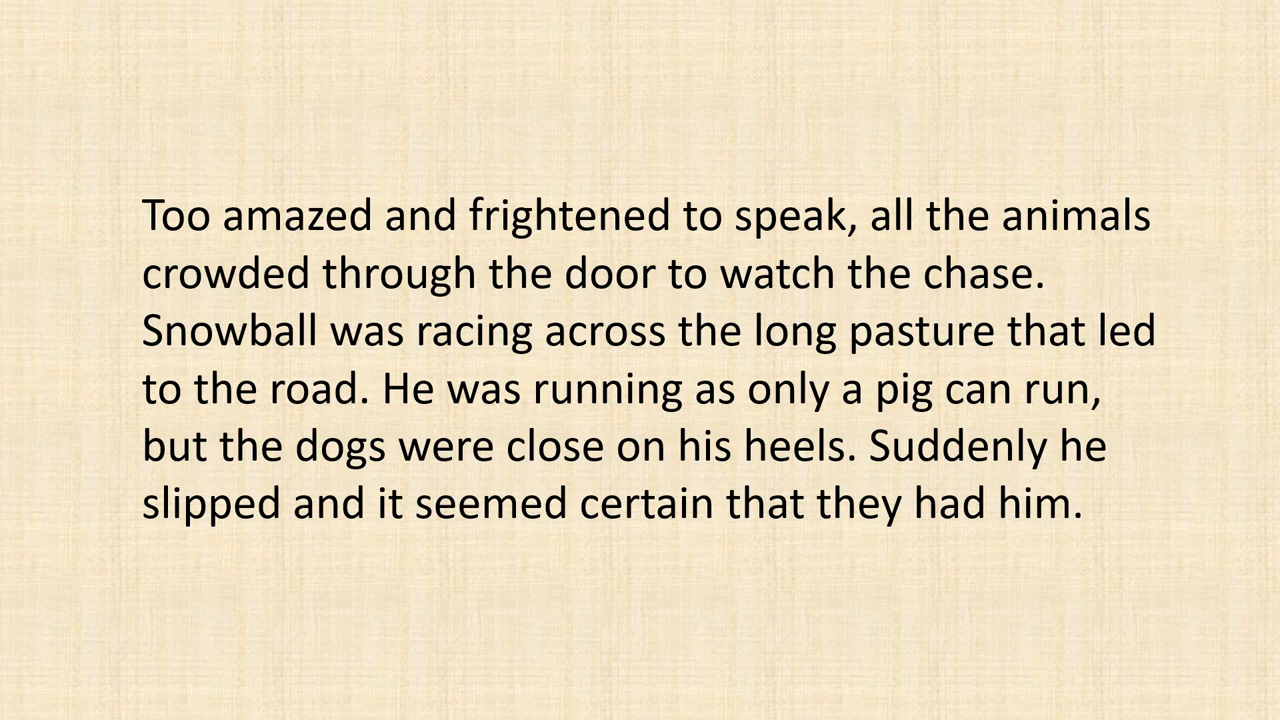 Too amazed and frightened to speak, all the animals
crowded through the door to watch the chase.
Snowball was racing across the long pasture that led
to the road. He was running as only a pig can run,
but the dogs were close on his heels. Suddenly he
slipped and it seemed certain that they had him.